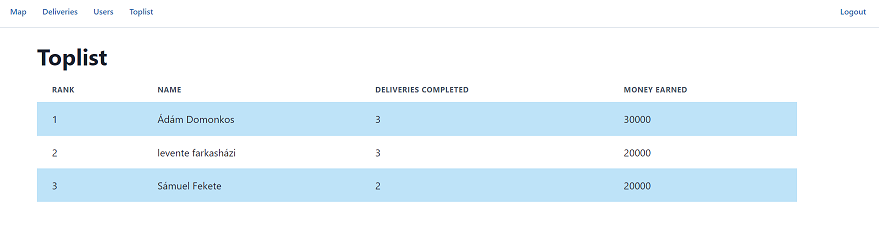 Map Deliveries Users Toplist Logout
Toplist
RANK NAME DELIVERIES COMPLETED MONEY EARNED
1 Ádám Domonkos 3 30000
2 levente farkasházi 3 20000
3 Sámuel Fekete 2 20000